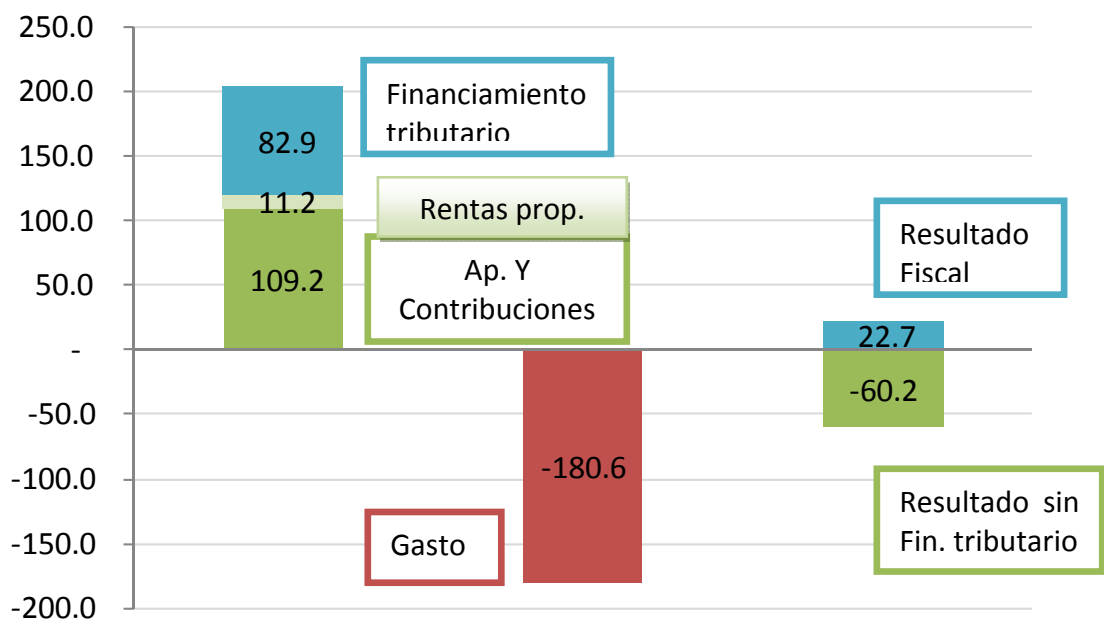 250.0
200.0
150.0
100.0
50.0
-
-50.0
-100.0
-150.0
-200.0
82.9
11.2
109.2
Financiamiento
tributario
Rentas prop.
Ap. Y
Contribuciones
-180.6
Gasto
Resultado
Fiscal
22.7
-60.2
Resultado sin
Fin. tributario